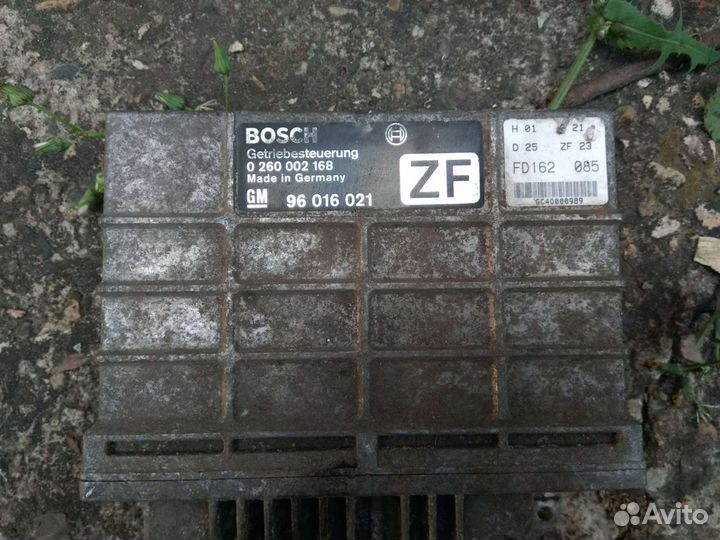 BOSCH
Getriebesteuerung
0 260 002 168
Made in Germany
GM 96 016 021
ZF
H 01 21
D 25 ZF 23
FD162 085
GC40000989
Avito